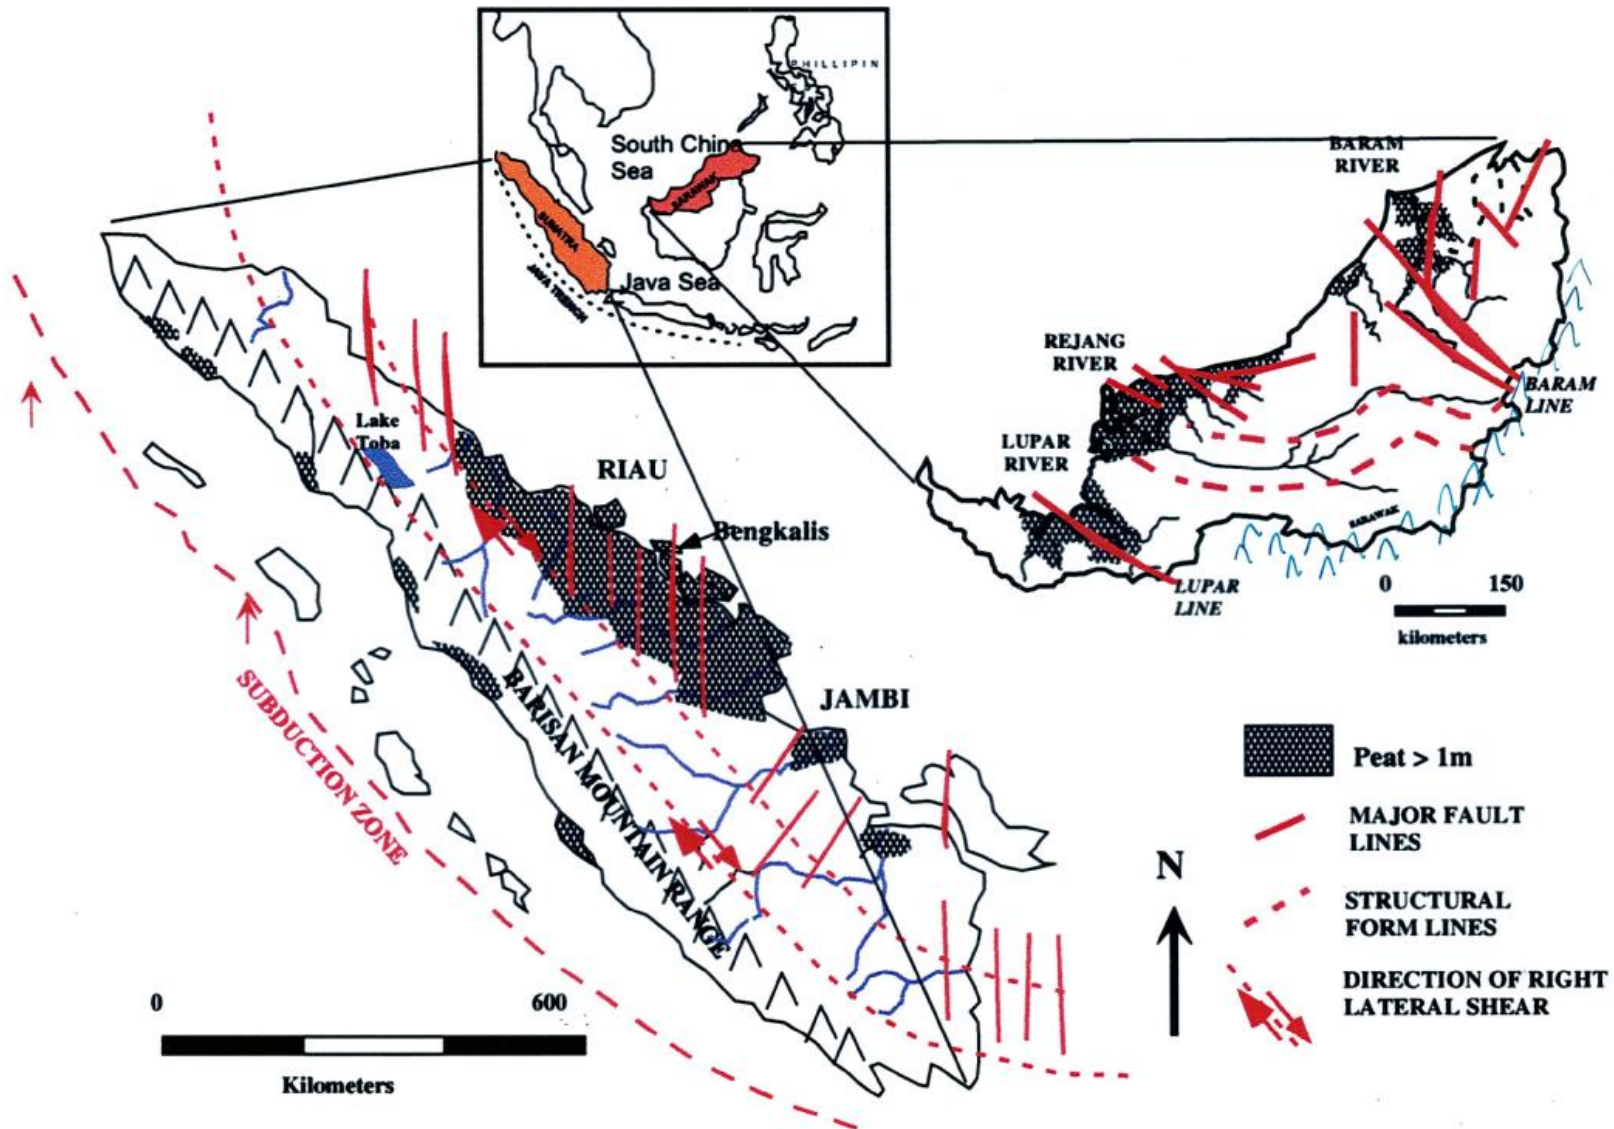 PHILLIPIN
South China
Sea
SARAWAK
SUMATRA
JAVA TRENCH
Java Sea
BARAM
RIVER
REJANG
RIVER
BARAM
LINE
LUPAR
RIVER
SARAWAK
LUPAR
LINE
0 150
kilometers
Lake
Toba
RIAU
Bengkalis
JAMBI
BARISAN MOUNTAIN RANGE
SUBDUCTION ZONE
0 600
Kilometers
N
Peat > 1m
MAJOR FAULT
LINES
STRUCTURAL
FORM LINES
DIRECTION OF RIGHT
LATERAL SHEAR